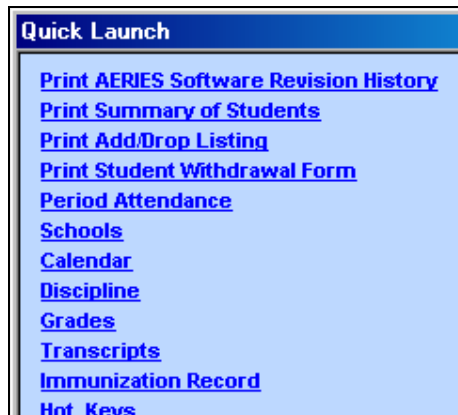 Quick Launch
Print AERIES Software Revision History
Print Summary of Students
Print Add/Drop Listing
Print Student Withdrawal Form
Period Attendance
Schools
Calendar
Discipline
Grades
Transcripts
Immunization Record
Hot Keys